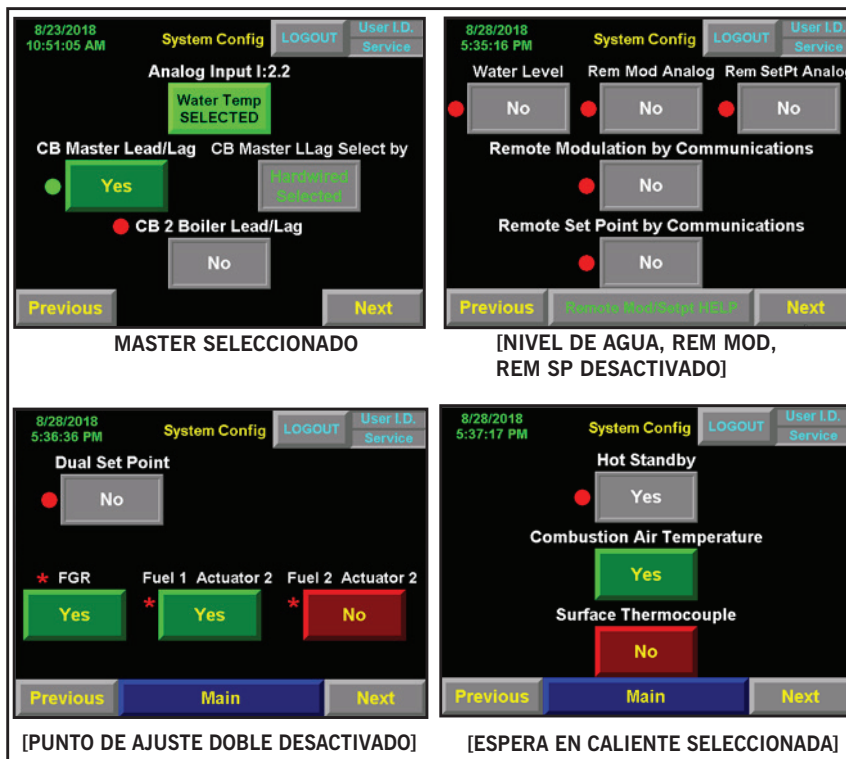 8/23/2018
10:51:05 AM
System Config
LOGOUT
User I.D.
Service
Analog Input I:2.2
Water Temp
SELECTED
CB Master Lead/Lag
CB Master LLag Select by
Yes
Hardwired
Selected
CB 2 Boiler Lead/Lag
No
Previous
Next
MASTER SELECCIONADO
8/28/2018
5:35:16 PM
System Config
LOGOUT
User I.D.
Service
Water Level
Rem Mod Analog
Rem SetPt Analog
No
No
No
Remote Modulation by Communications
No
Remote Set Point by Communications
No
Previous
Remote Mod/Setpt HELP
Next
[NIVEL DE AGUA, REM MOD,
REM SP DESACTIVADO]
8/28/2018
5:36:36 PM
System Config
LOGOUT
User I.D.
Service
Dual Set Point
No
* FGR
Fuel 1 Actuator 2
Fuel 2 Actuator 2
Yes
* Yes
* No
Previous
Main
Next
[PUNTO DE AJUSTE DOBLE DESACTIVADO]
8/28/2018
5:37:17 PM
System Config
LOGOUT
User I.D.
Service
Hot Standby
Yes
Combustion Air Temperature
Yes
Surface Thermocouple
No
Previous
Main
Next
[ESPERA EN CALIENTE SELECCIONADA]